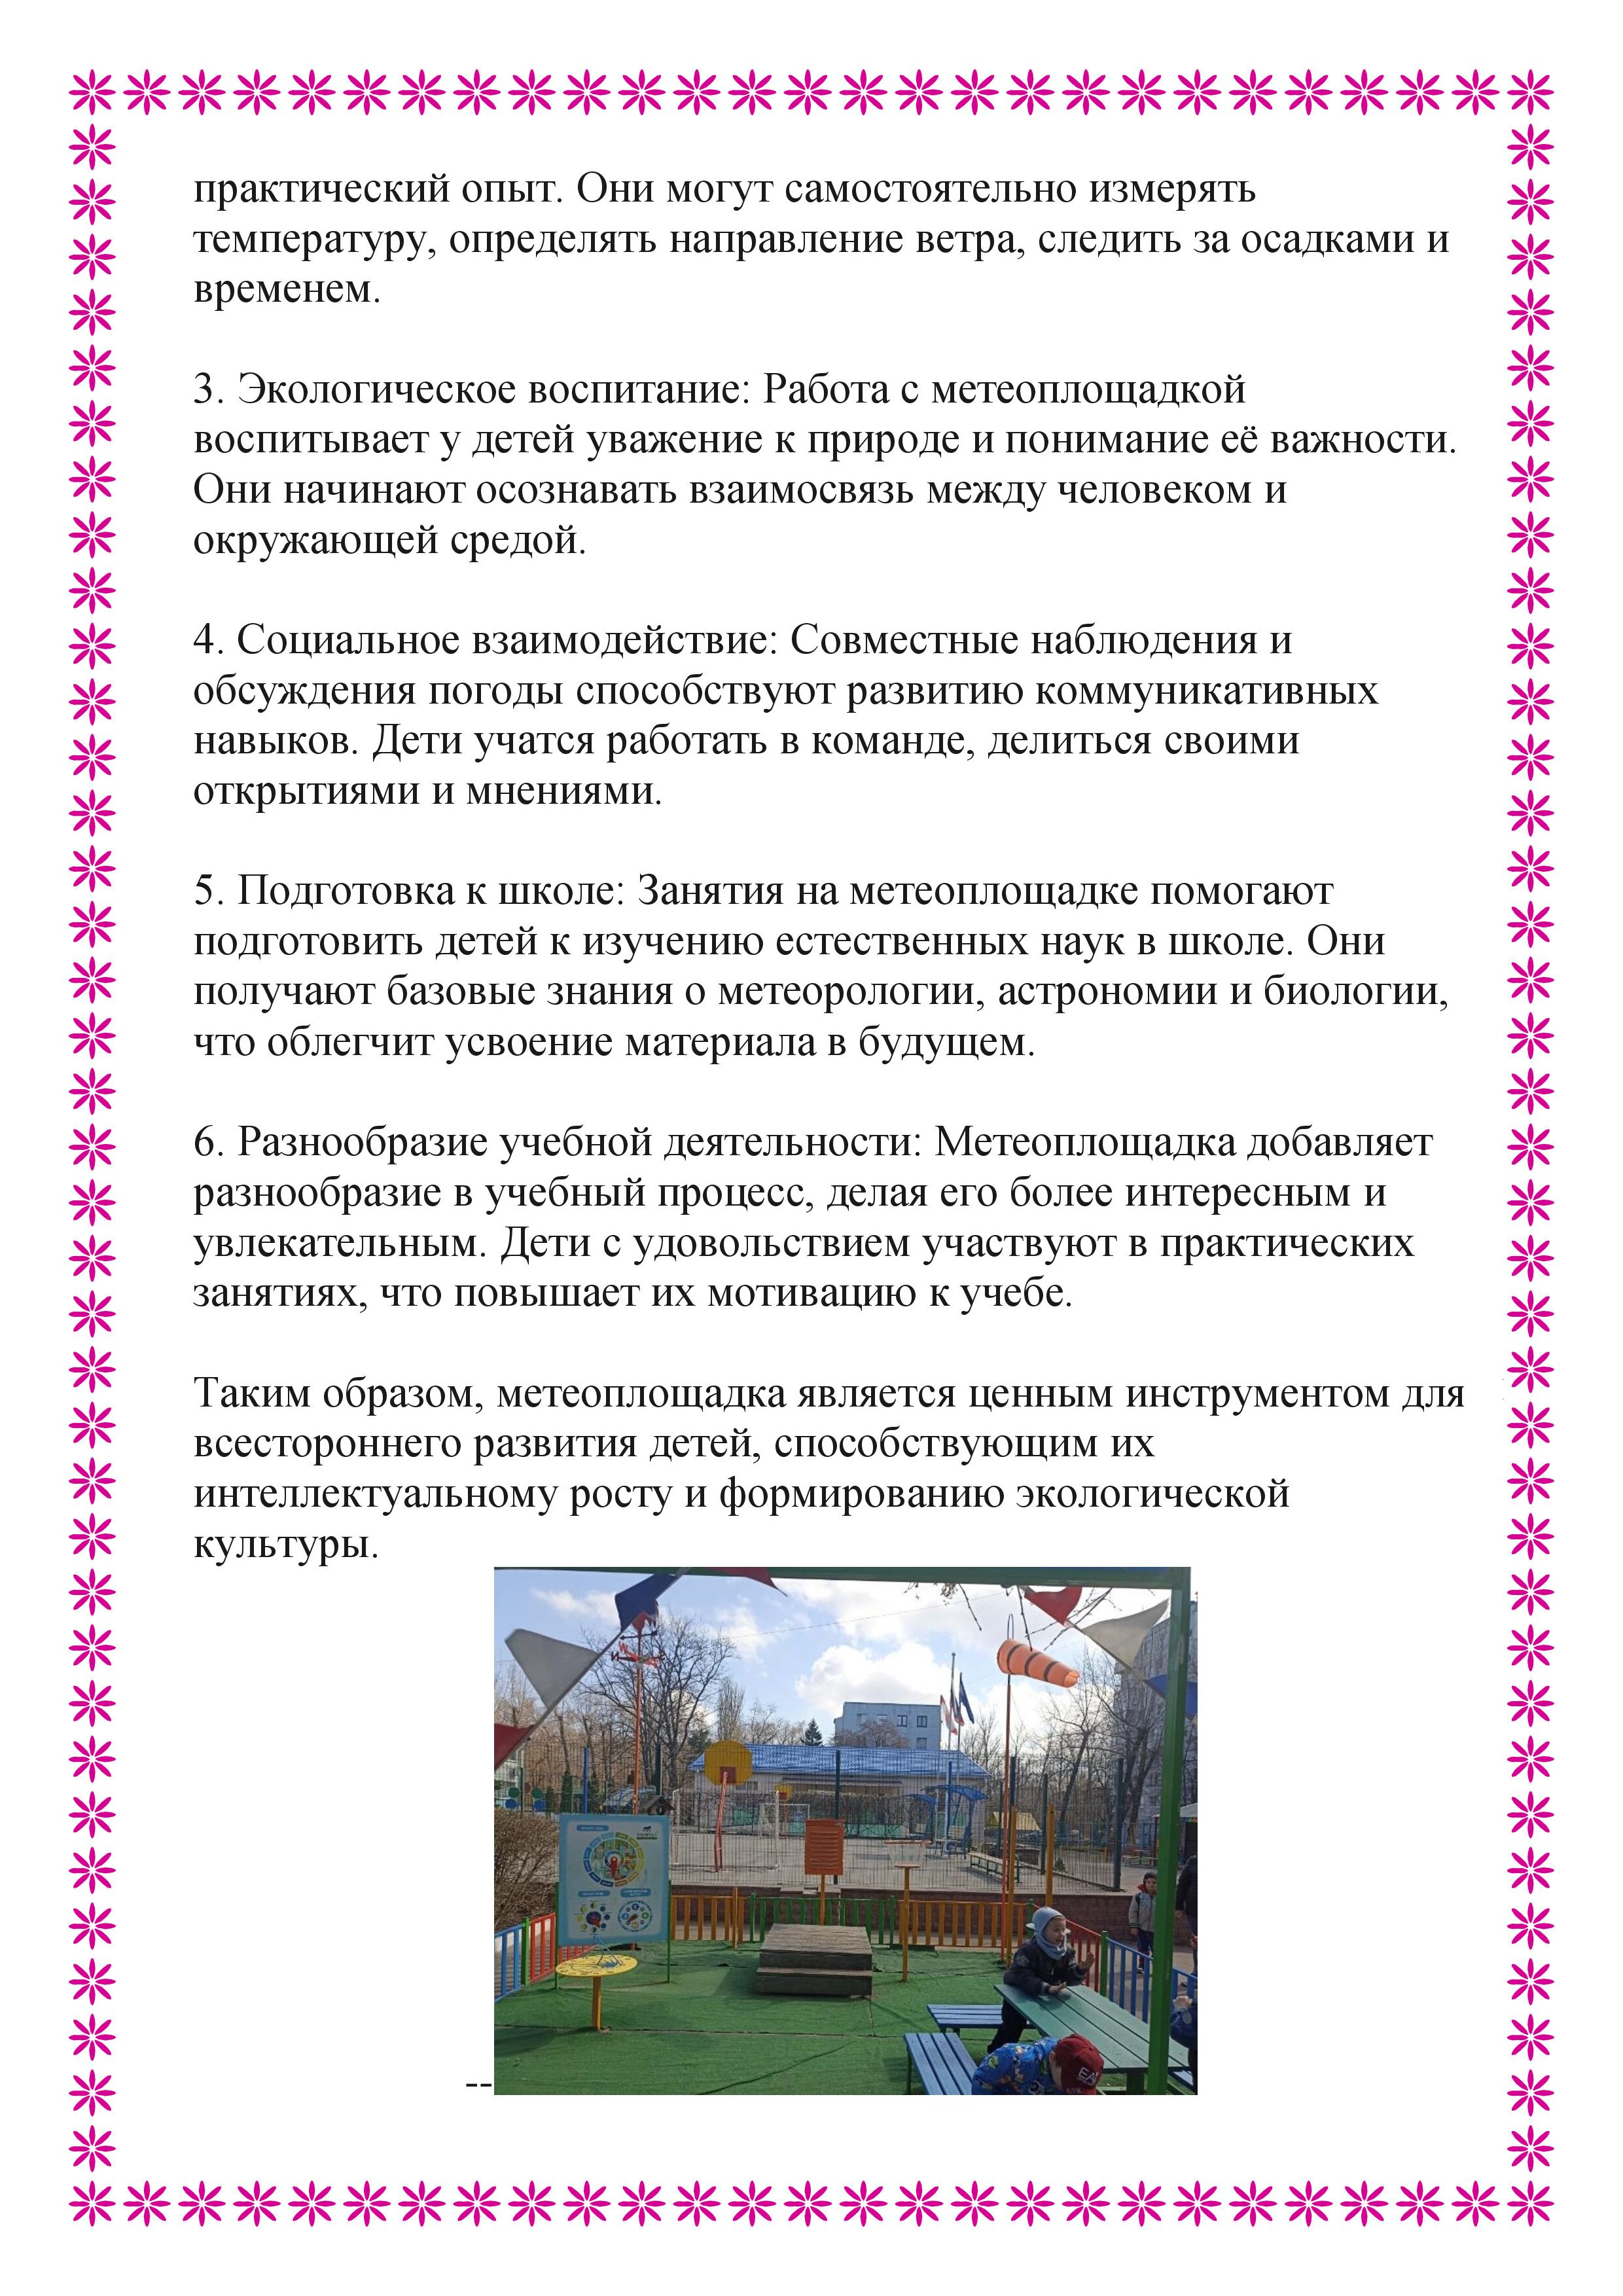 практический опыт. Они могут самостоятельно измерять
температуру, определять направление ветра, следить за осадками и
временем.
3. Экологическое воспитание: Работа с метеоплощадкой
воспитывает у детей уважение к природе и понимание её важности.
Они начинают осознавать взаимосвязь между человеком и
окружающей средой.
4. Социальное взаимодействие: Совместные наблюдения и
обсуждения погоды способствуют развитию коммуникативных
навыков. Дети учатся работать в команде, делиться своими
открытиями и мнениями.
5. Подготовка к школе: Занятия на метеоплощадке помогают
подготовить детей к изучению естественных наук в школе. Они
получают базовые знания о метеорологии, астрономии и биологии,
что облегчит усвоение материала в будущем.
6. Разнообразие учебной деятельности: Метеоплощадка добавляет
разнообразие в учебный процесс, делая его более интересным и
увлекательным. Дети с удовольствием участвуют в практических
занятиях, что повышает их мотивацию к учебе.
Таким образом, метеоплощадка является ценным инструментом для
всестороннего развития детей, способствующим их
интеллектуальному росту и формированию экологической
культуры.
--